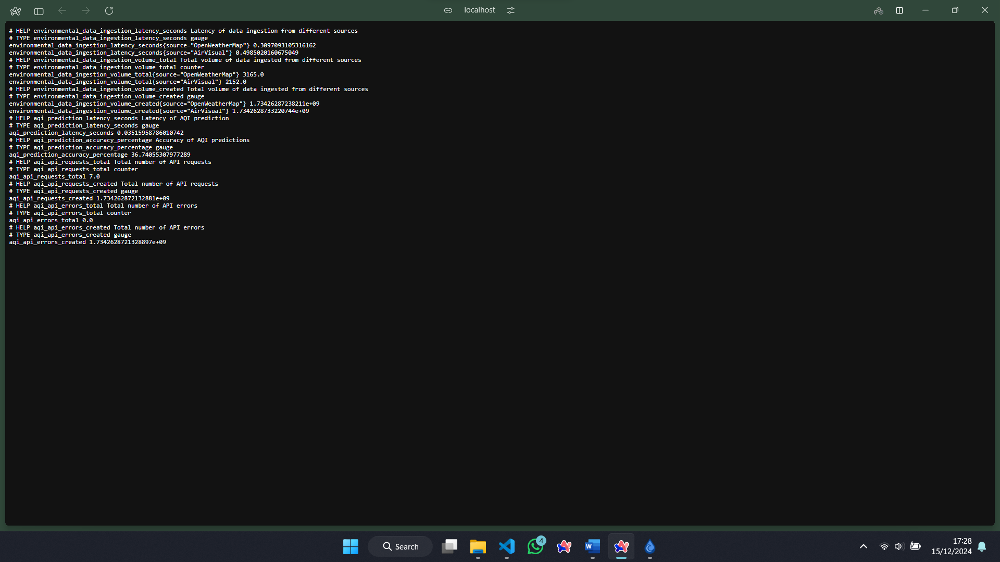 localhost
# HELP environmental_data_ingestion_latency_seconds Latency of data ingestion from different sources
# TYPE environmental_data_ingestion_latency_seconds gauge
environmental_data_ingestion_latency_seconds{source="OpenWeatherMap"} 0.3097093105316162
environmental_data_ingestion_latency_seconds{source="AirVisual"} 0.4985020160675049
# HELP environmental_data_ingestion_volume_total Total volume of data ingested from different sources
# TYPE environmental_data_ingestion_volume_total counter
environmental_data_ingestion_volume_total{source="OpenWeatherMap"} 3165.0
environmental_data_ingestion_volume_total{source="AirVisual"} 2152.0
# HELP environmental_data_ingestion_volume_created Total volume of data ingested from different sources
# TYPE environmental_data_ingestion_volume_created gauge
environmental_data_ingestion_volume_created{source="OpenWeatherMap"} 1.73426287238211e+09
environmental_data_ingestion_volume_created{source="AirVisual"} 1.7342628733220744e+09
# HELP aqi_prediction_latency_seconds Latency of AQI prediction
# TYPE aqi_prediction_latency_seconds gauge
aqi_prediction_latency_seconds 0.03515958786010742
# HELP aqi_prediction_accuracy_percentage Accuracy of AQI predictions
# TYPE aqi_prediction_accuracy_percentage gauge
aqi_prediction_accuracy_percentage 36.74055307977289
# HELP aqi_api_requests_total Total number of API requests
# TYPE aqi_api_requests_total counter
aqi_api_requests_total 7.0
# HELP aqi_api_requests_created Total number of API requests
# TYPE aqi_api_requests_created gauge
aqi_api_requests_created 1.734262872132881e+09
# HELP aqi_api_errors_total Total number of API errors
# TYPE aqi_api_errors_total counter
aqi_api_errors_total 0.0
# HELP aqi_api_errors_created Total number of API errors
# TYPE aqi_api_errors_created gauge
aqi_api_errors_created 1.7342628721328897e+09
Search
4
W
17:28
15/12/2024